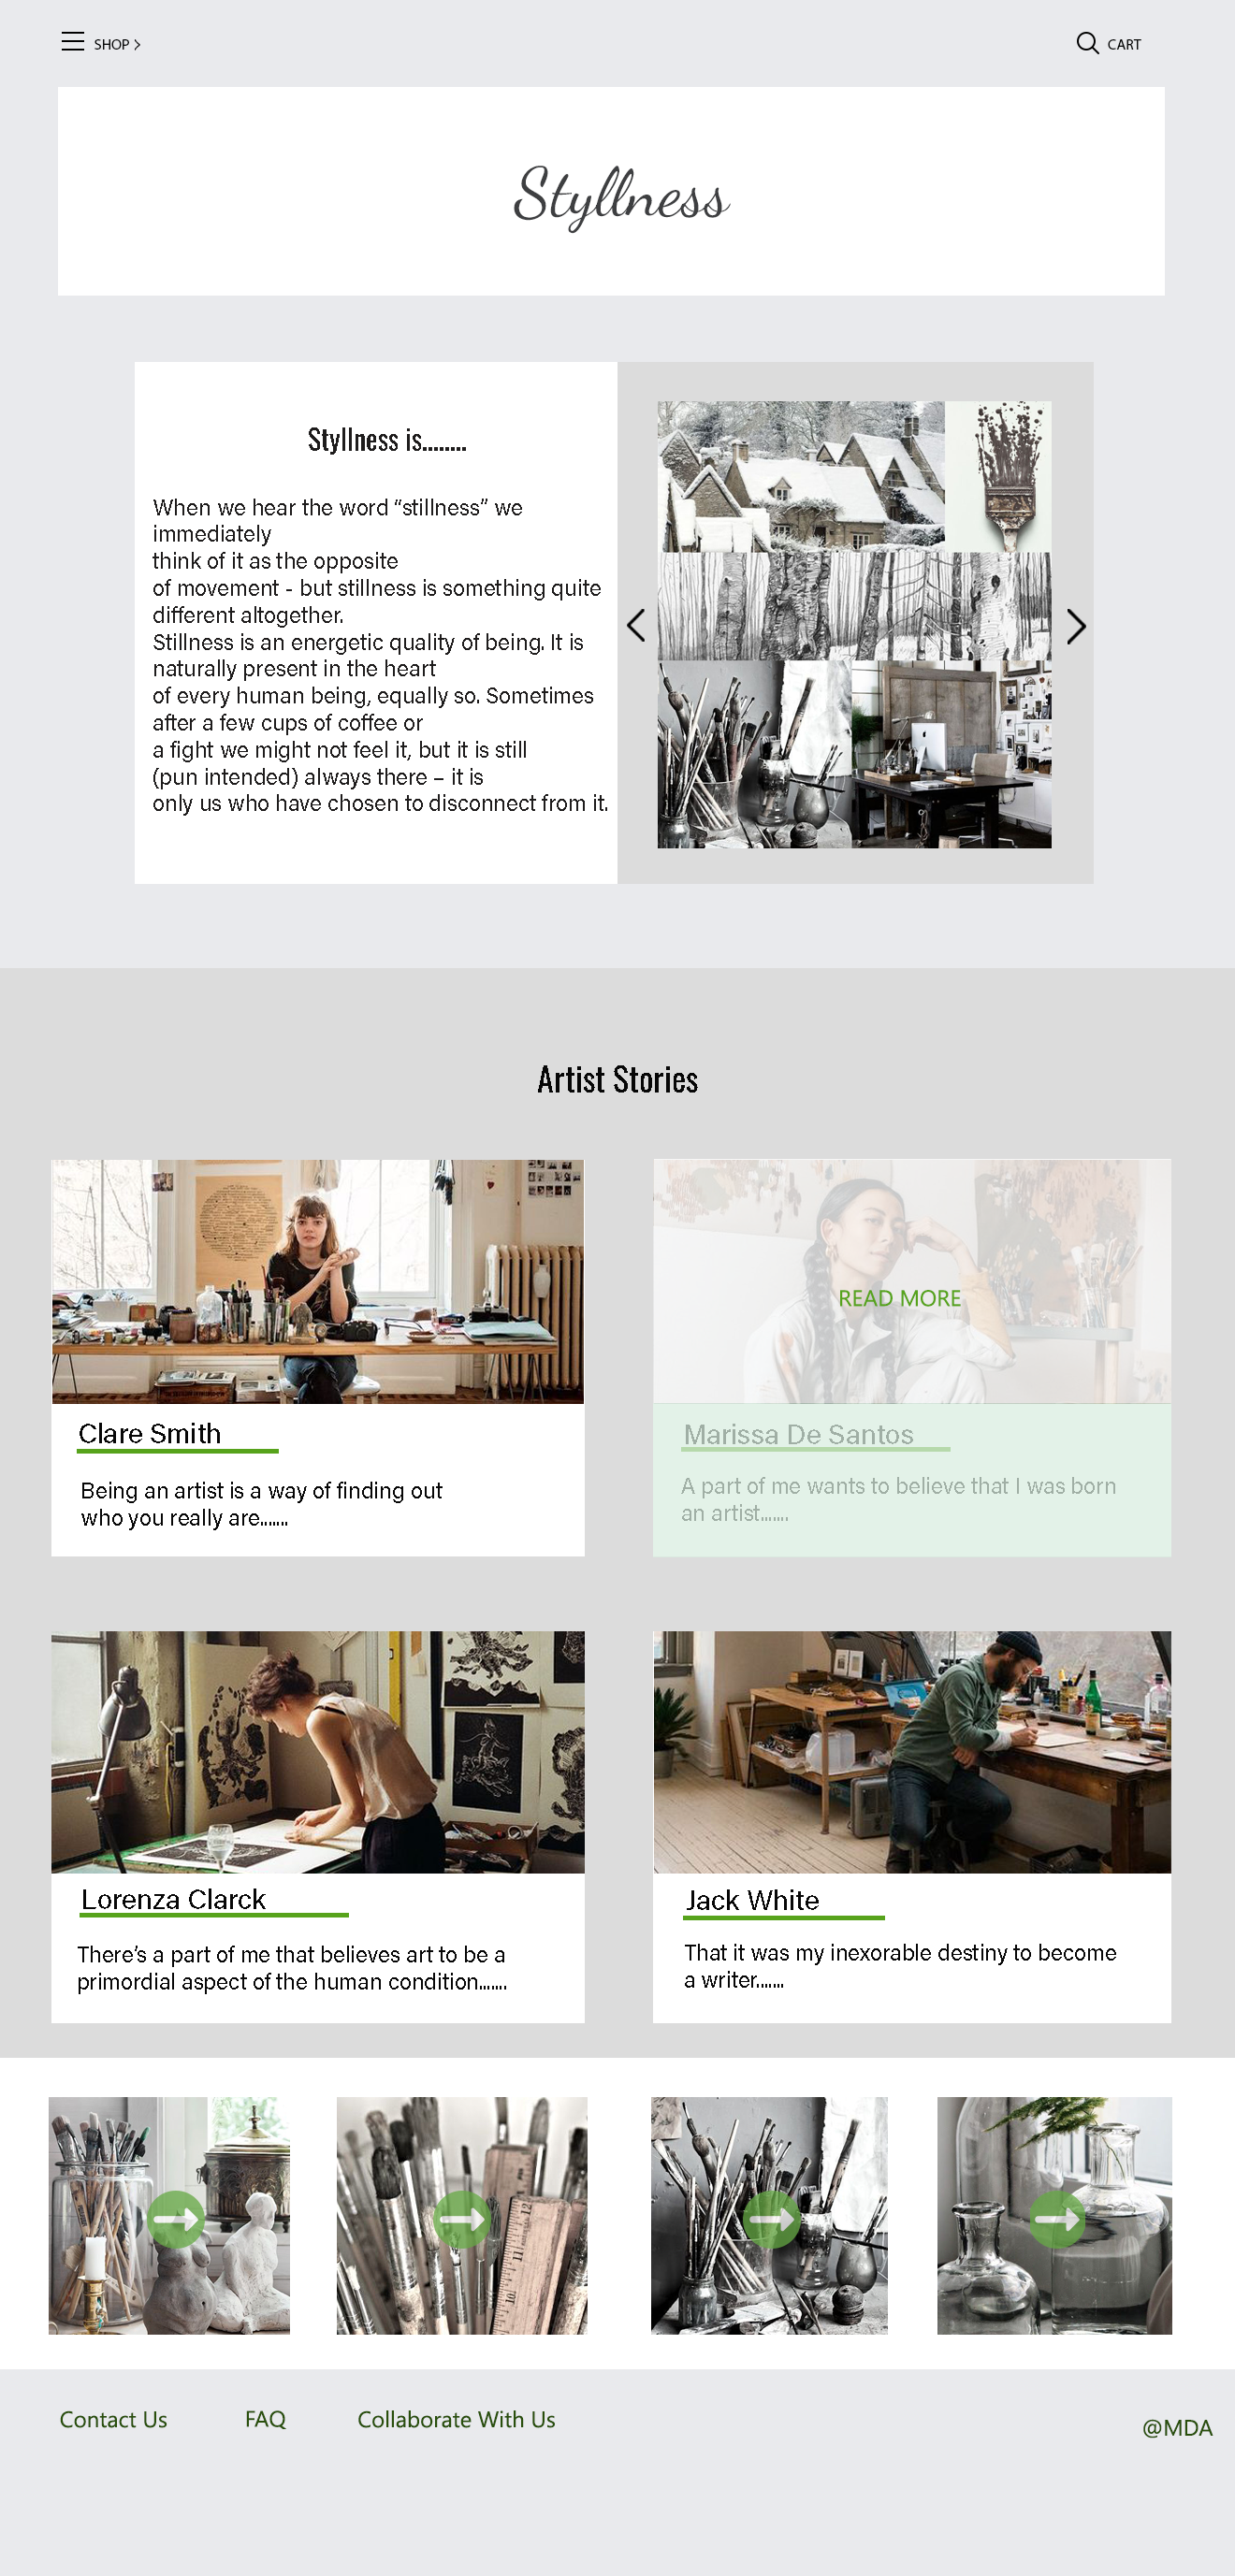 SHOP >
CART
Styllness
Styllness is........
When we hear the word “stillness” we
immediately
think of it as the opposite
of movement - but stillness is something quite
different altogether.
Stillness is an energetic quality of being. It is
naturally present in the heart
of every human being, equally so. Sometimes
after a few cups of coffee or
a fight we might not feel it, but it is still
(pun intended) always there – it is
only us who have chosen to disconnect from it.
Artist Stories
READ MORE
Clare Smith
Being an artist is a way of finding out
who you really are.......
Marissa De Santos
A part of me wants to believe that I was born
an artist.......
Lorenza Clarck
There’s a part of me that believes art to be a
primordial aspect of the human condition.......
Jack White
That it was my inexorable destiny to become
a writer.......
12
11
10
Contact Us
FAQ
Collaborate With Us
@MDA